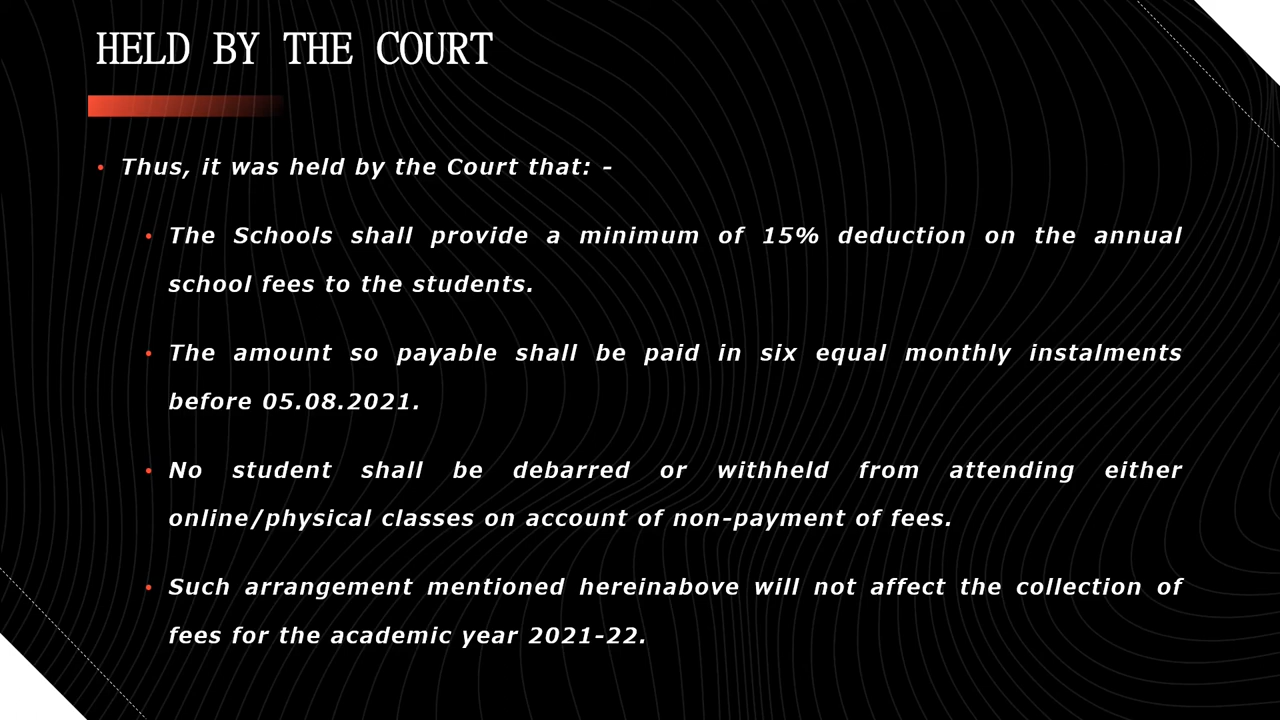 HELD BY THE COURT
• Thus, it was held by the Court that: -
• The Schools shall provide a minimum of 15% deduction on the annual
school fees to the students.
• The amount so payable shall be paid in six equal monthly instalments
before 05.08.2021.
• No student shall be debarred or withheld from attending either
online/physical classes on account of non-payment of fees.
• Such arrangement mentioned hereinabove will not affect the collection of
fees for the academic year 2021-22.